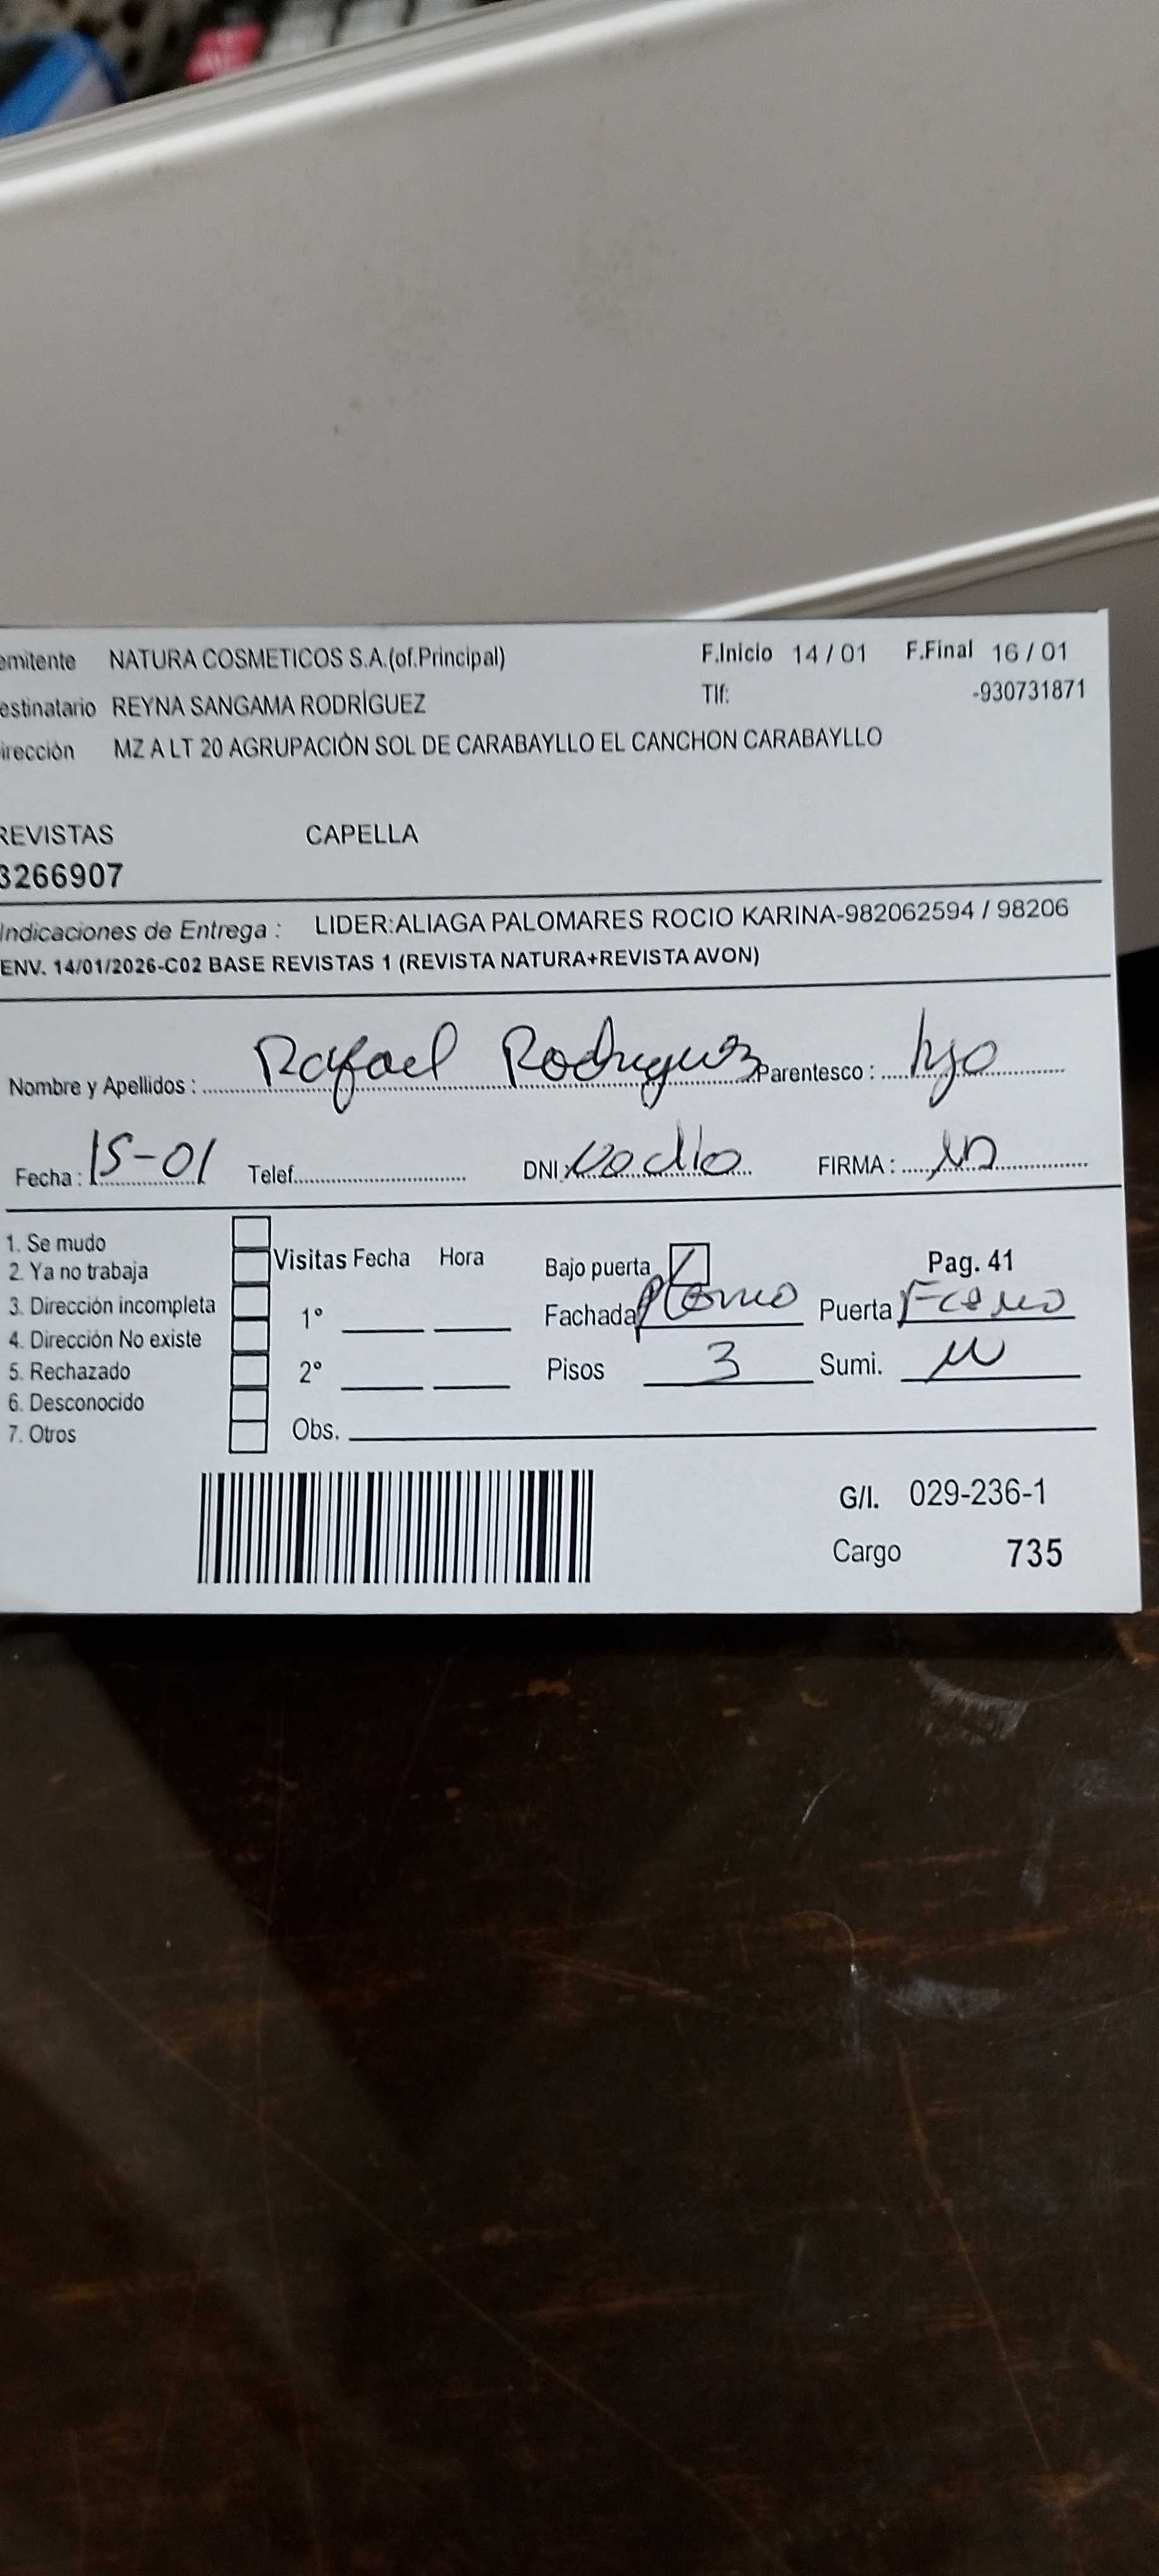 emitente NATURA COSMETICOS S.A.(of.Principal) F.Inicio 14 / 01 F.Final 16 / 01
estinatario REYNA SANGAMA RODRÍGUEZ Tlf: -930731871
irección MZ A LT 20 AGRUPACIÓN SOL DE CARABAYLLO EL CANCHON CARABAYLLO
REVISTAS CAPELLA
3266907
Indicaciones de Entrega : LIDER:ALIAGA PALOMARES ROCIO KARINA-982062594 / 98206
ENV. 14/01/2026-C02 BASE REVISTAS 1 (REVISTA NATURA+REVISTA AVON)
Nombre y Apellidos : Rafael Rodriguez Parentesco : hijo
Fecha : 15-01 Telef. DNI : FIRMA :
1. Se mudo
2. Ya no trabaja Visitas Fecha Hora Bajo puerta Pag. 41
3. Dirección incompleta 1° Fachada Plomo Puerta
4. Dirección No existe
5. Rechazado 2° Pisos 3 Sumi.
6. Desconocido
7. Otros Obs.
G/I. 029-236-1
Cargo 735